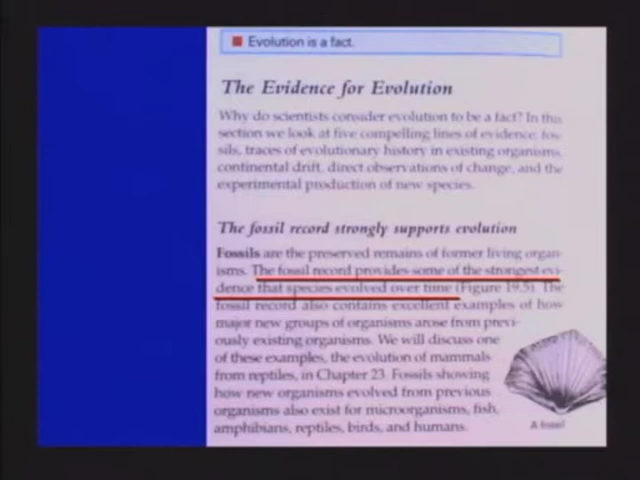 Evolution is a fact.
The Evidence for Evolution
Why do scientists consider evolution to be a fact? In this
section we look at five compelling lines of evidence: fos-
sils, traces of evolutionary history in existing organisms,
continental drift, direct observations of change, and the
experimental production of new species.
The fossil record strongly supports evolution
Fossils are the preserved remains of former living organ-
isms. The fossil record provides some of the strongest evi-
dence that species evolved over time (Figure 19.5). The
fossil record also contains excellent examples of how
major new groups of organisms arose from previ-
ously existing organisms. We will discuss one
of these examples, the evolution of mammals
from reptiles, in Chapter 23. Fossils showing
how new organisms evolved from previous
organisms also exist for microorganisms, fish,
amphibians, reptiles, birds, and humans.
A fossil